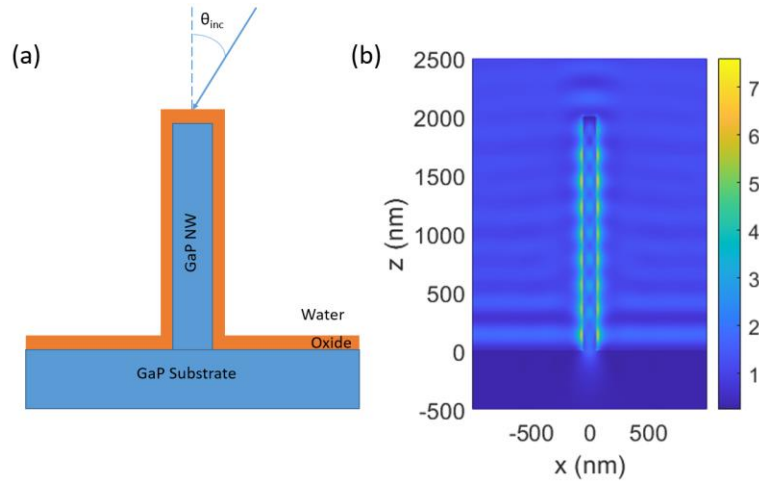 (a)
θinc
GaP NW
Water
Oxide
GaP Substrate
(b)
2500
2000
1500
1000
500
0
-500
z (nm)
-500 0 500
x (nm)
7
6
5
4
3
2
1